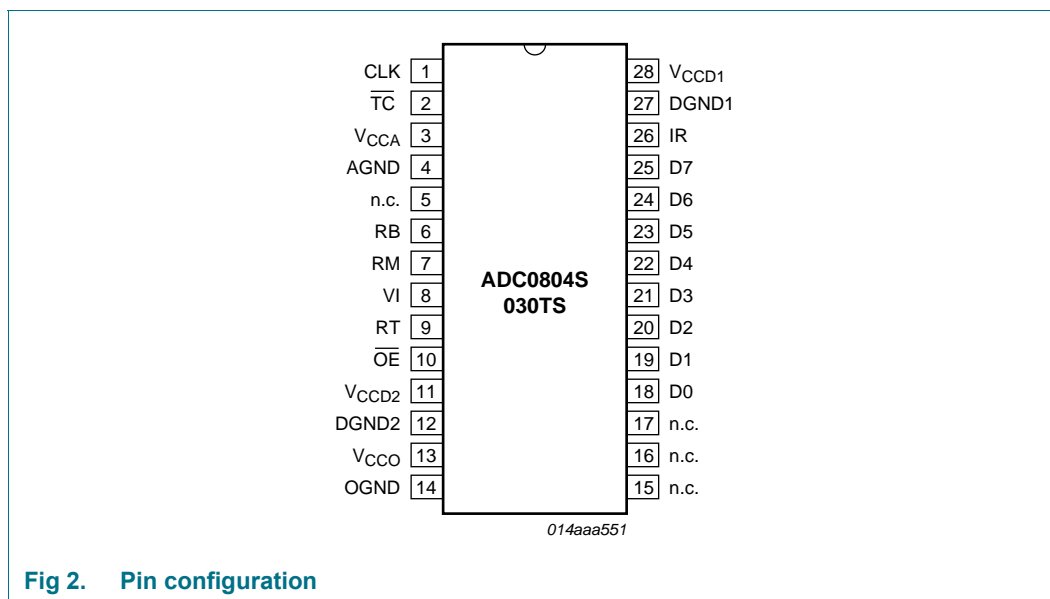 CLK 1
TC 2
VCCA 3
AGND 4
n.c. 5
RB 6
RM 7
VI 8
RT 9
OE 10
VCCD2 11
DGND2 12
VCCO 13
OGND 14
ADC0804S
030TS
28 VCCD1
27 DGND1
26 IR
25 D7
24 D6
23 D5
22 D4
21 D3
20 D2
19 D1
18 D0
17 n.c.
16 n.c.
15 n.c.
014aaa551
Fig 2. Pin configuration